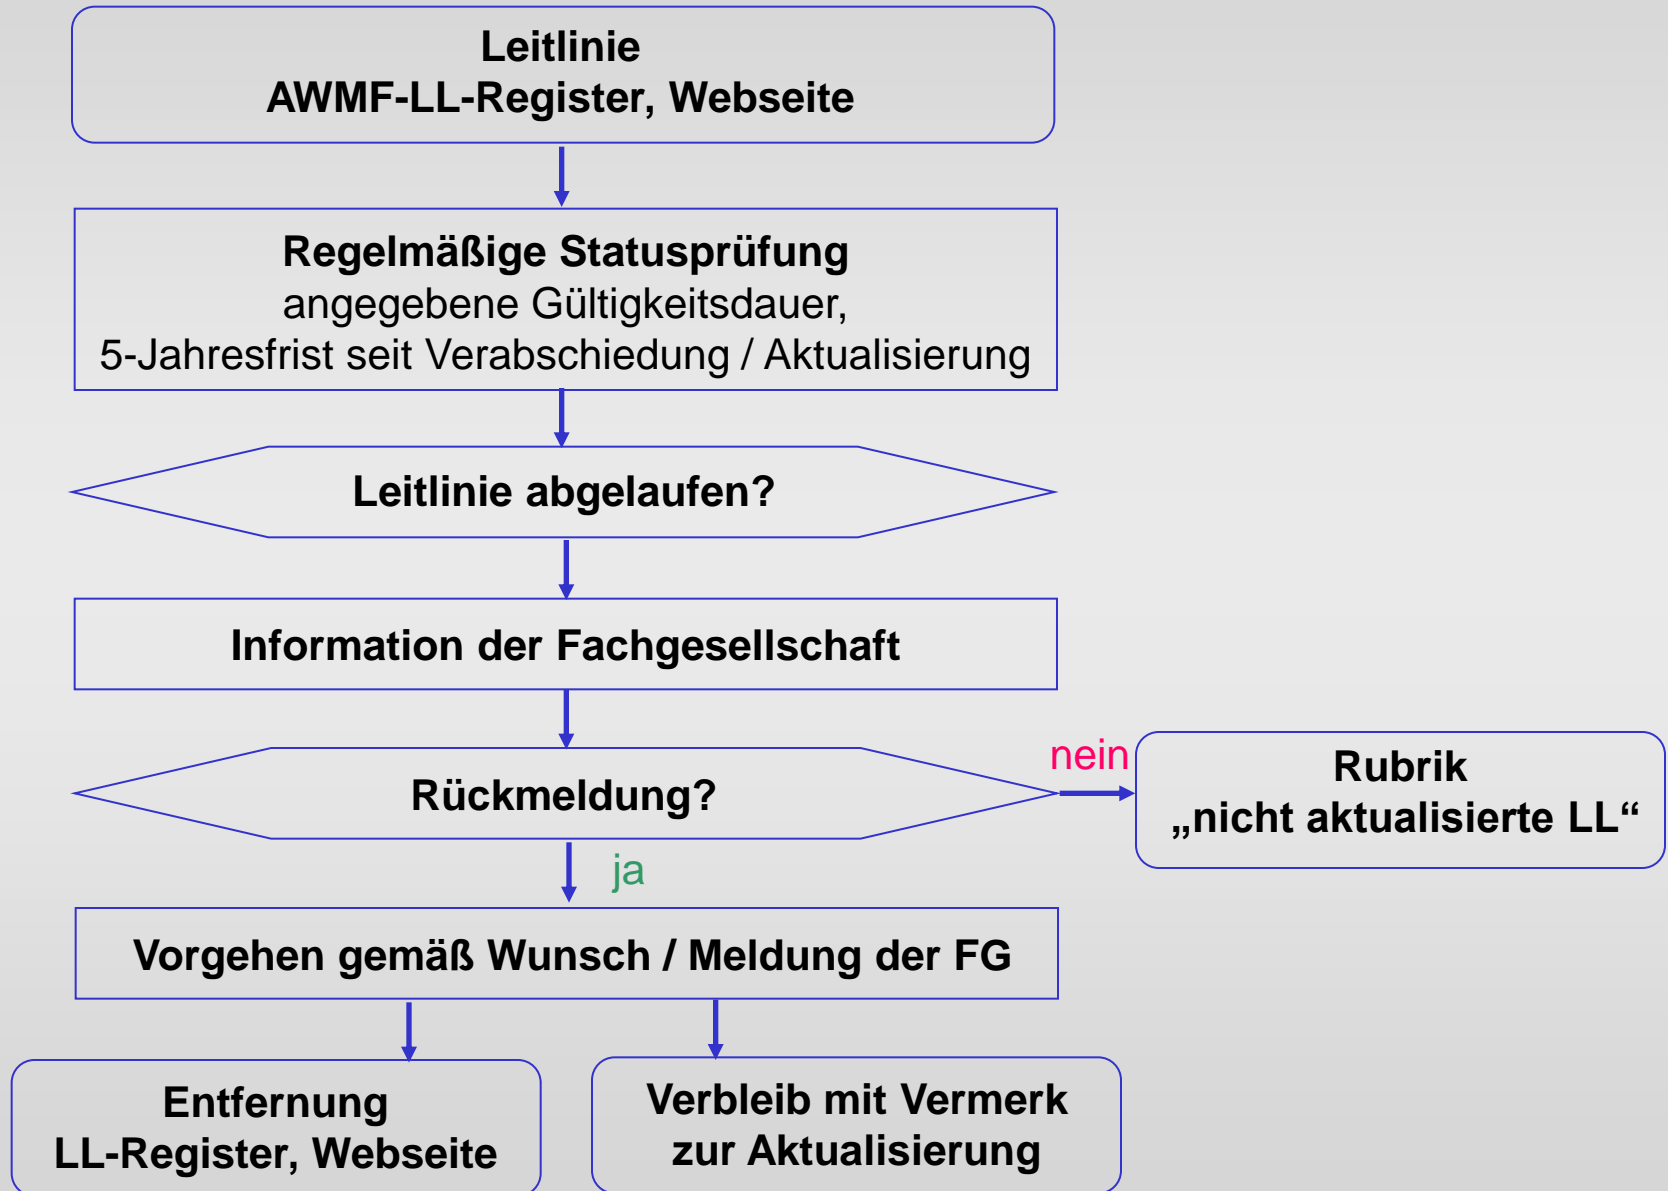 Leitlinie
AWMF-LL-Register, Webseite
Regelmäßige Statusprüfung
angegebene Gültigkeitsdauer,
5-Jahresfrist seit Verabschiedung / Aktualisierung
Leitlinie abgelaufen?
Information der Fachgesellschaft
Rückmeldung?
nein
Rubrik
„nicht aktualisierte LL“
ja
Vorgehen gemäß Wunsch / Meldung der FG
Entfernung
LL-Register, Webseite
Verbleib mit Vermerk
zur Aktualisierung